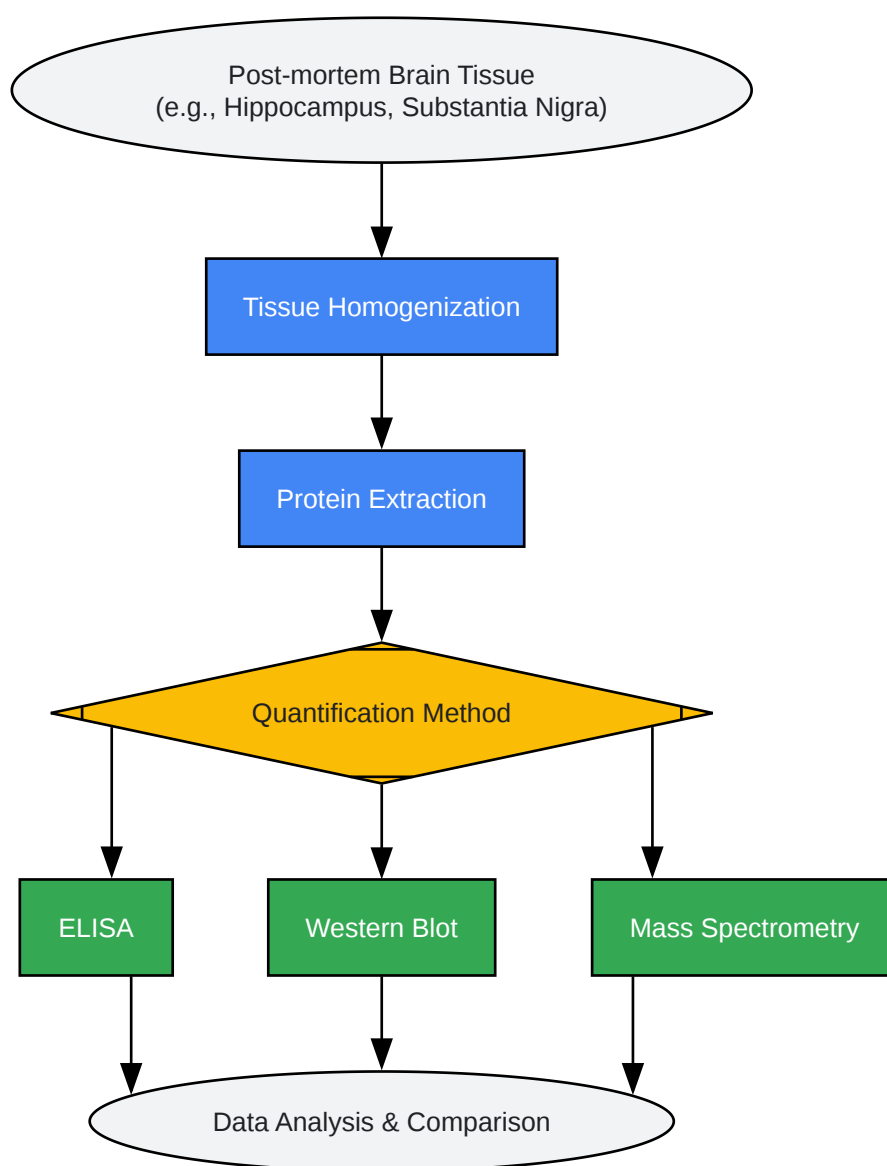 Post-mortem Brain Tissue
(e.g., Hippocampus, Substantia Nigra)
Tissue Homogenization
Protein Extraction
Quantification Method
ELISA
Western Blot
Mass Spectrometry
Data Analysis & Comparison